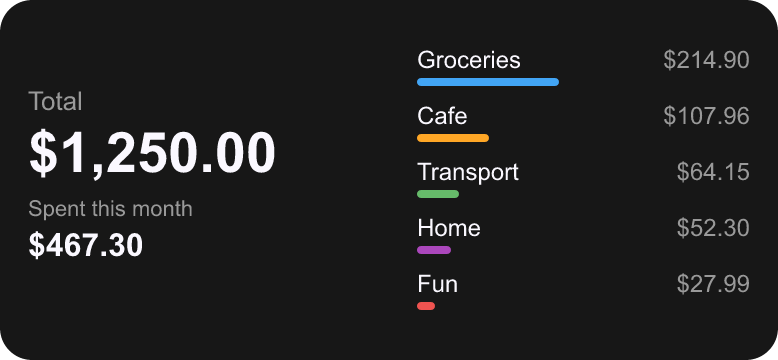 Total
$1,250.00
Spent this month
$467.30
Groceries $214.90
Cafe $107.96
Transport $64.15
Home $52.30
Fun $27.99